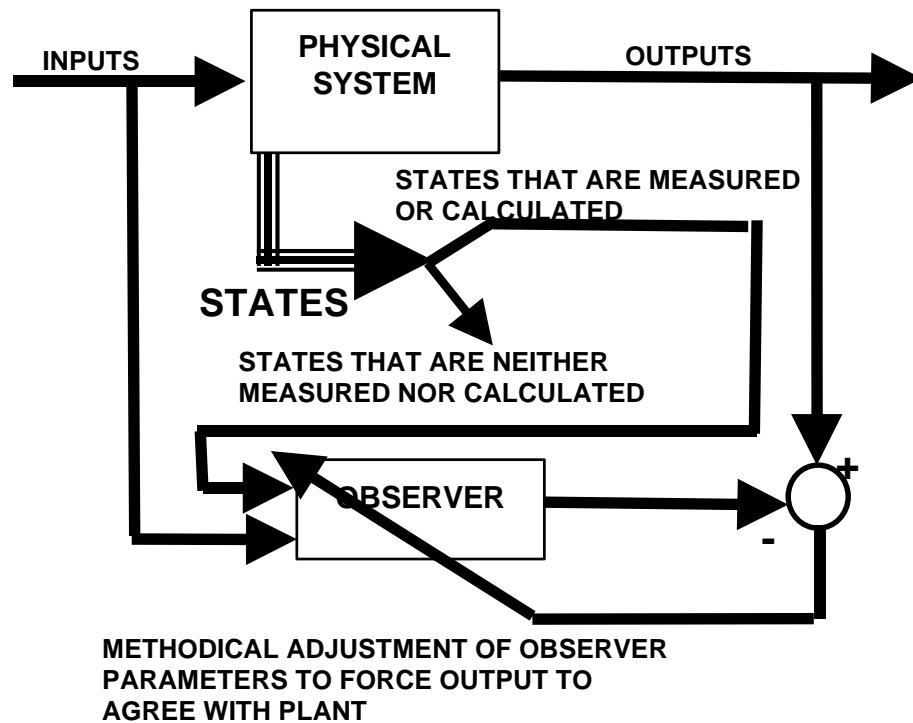 PHYSICAL
SYSTEM
INPUTS
OUTPUTS
STATES THAT ARE MEASURED
OR CALCULATED
STATES
STATES THAT ARE NEITHER
MEASURED NOR CALCULATED
+
OBSERVER
-
METHODICAL ADJUSTMENT OF OBSERVER
PARAMETERS TO FORCE OUTPUT TO
AGREE WITH PLANT